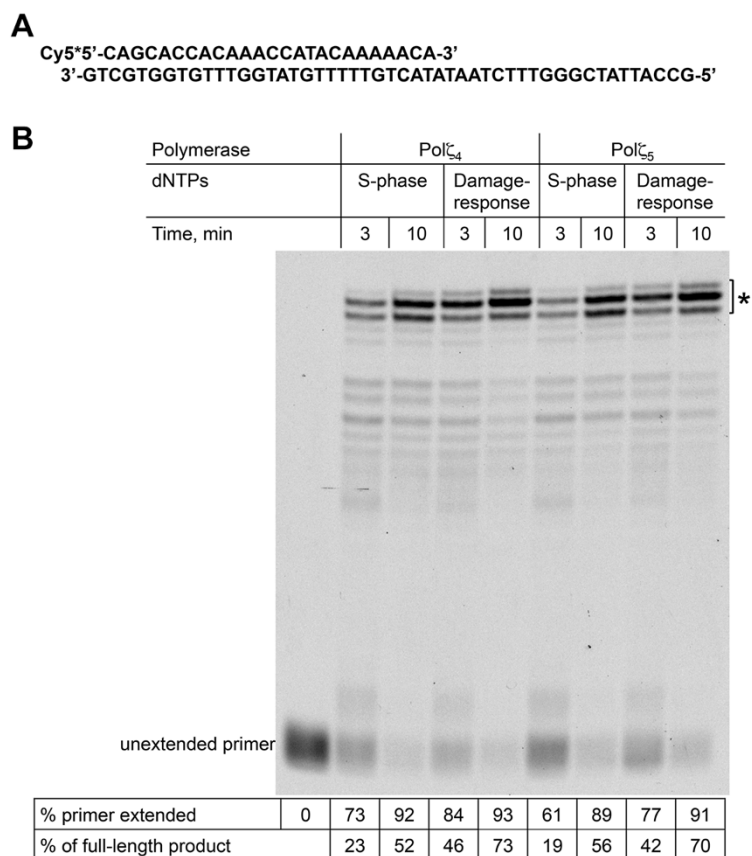 A
Cy5*5’-CAGCACCACAAACCATACAAAAACA-3’
3’-GTCGTGGTGTTTGGTATGTTTTTGTCATATAATCTTTGGGCTATTACCG-5’
B
Polymerase Polζ4 Polζ5
dNTPs S-phase Damage-response S-phase Damage-response
Time, min 3 10 3 10 3 10 3 10
*
unextended primer
% primer extended 0 73 92 84 93 61 89 77 91
% of full-length product 23 52 46 73 19 56 42 70